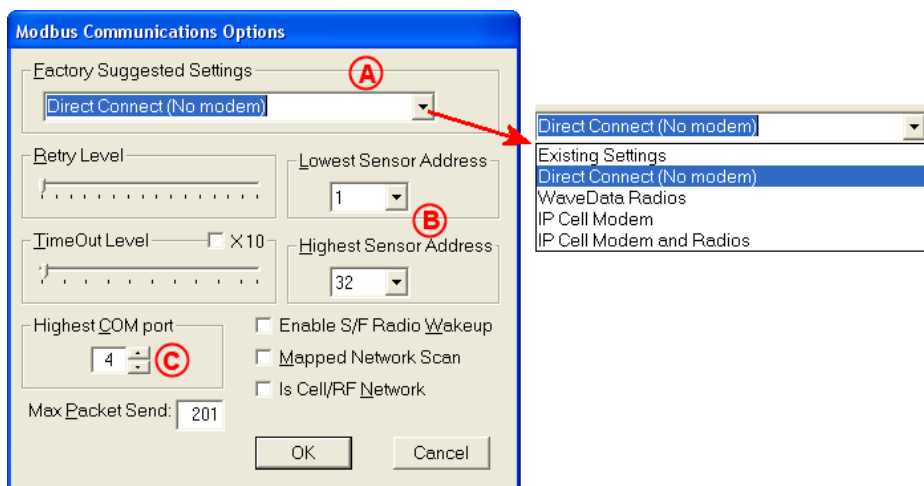 Modbus Communications Options
Factory Suggested Settings
A
Direct Connect (No modem)
Retry Level
Lowest Sensor Address
1
B
TimeOut Level
X10
Highest Sensor Address
32
Highest COM port
4
C
Enable S/F Radio Wakeup
Mapped Network Scan
Is Cell/RF Network
Max Packet Send: 201
OK
Cancel
Direct Connect (No modem)
Existing Settings
Direct Connect (No modem)
WaveData Radios
IP Cell Modem
IP Cell Modem and Radios